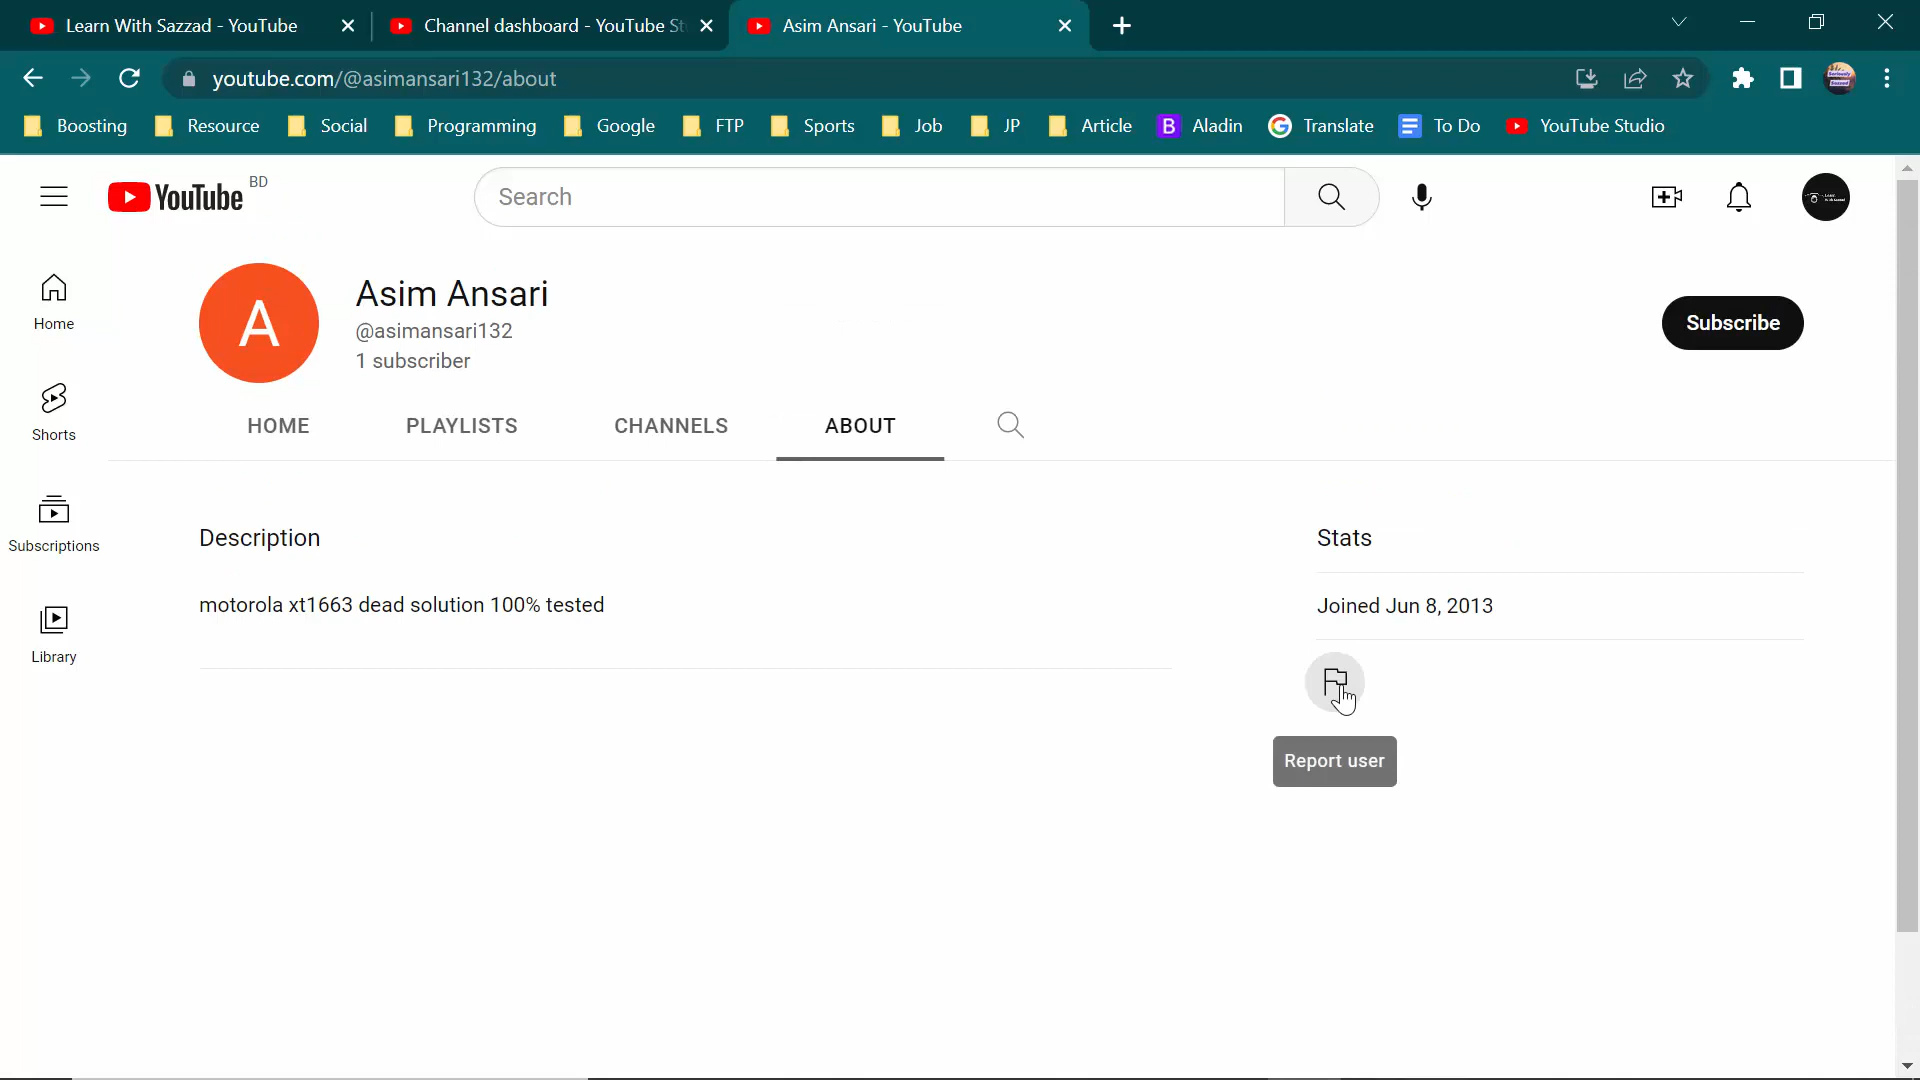 Learn With Sazzad - YouTube
Channel dashboard - YouTube St
Asim Ansari - YouTube
youtube.com/@asimansari132/about
Boosting
Resource
Social
Programming
Google
FTP
Sports
Job
JP
Article
B Aladin
Translate
To Do
YouTube Studio
YouTube BD
Search
Home
Shorts
Subscriptions
Library
A
Asim Ansari
@asimansari132
1 subscriber
Subscribe
HOME
PLAYLISTS
CHANNELS
ABOUT
Description
motorola xt1663 dead solution 100% tested
Stats
Joined Jun 8, 2013
Report user